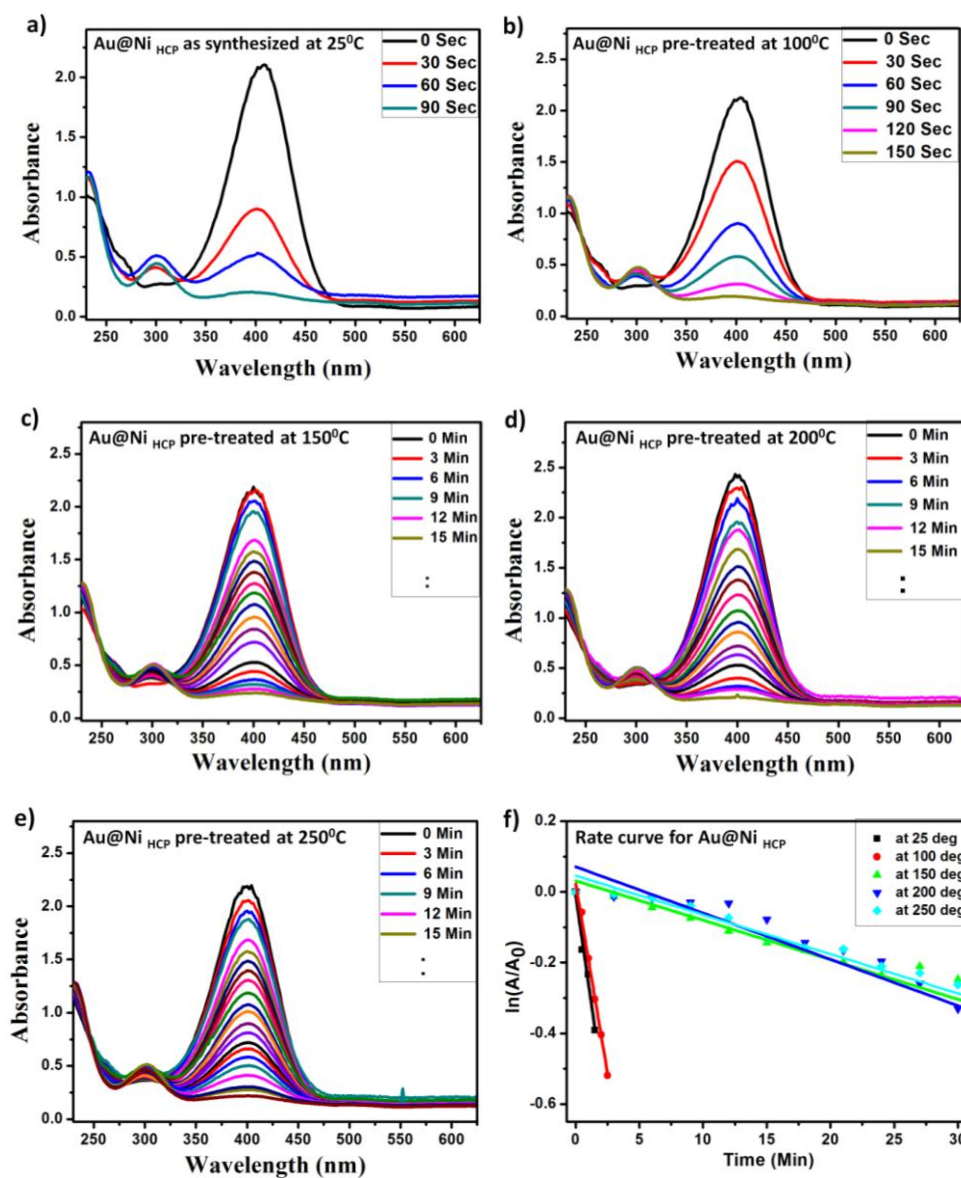 a)
Au@Ni HCP as synthesized at 25⁰C
0 Sec
30 Sec
60 Sec
90 Sec
Absorbance
2.0
1.5
1.0
0.5
0.0
250 300 350 400 450 500 550 600
Wavelength (nm)
b)
Au@Ni HCP pre-treated at 100⁰C
0 Sec
30 Sec
60 Sec
90 Sec
120 Sec
150 Sec
Absorbance
2.5
2.0
1.5
1.0
0.5
0.0
250 300 350 400 450 500 550 600
Wavelength (nm)
c)
Au@Ni HCP pre-treated at 150⁰C
0 Min
3 Min
6 Min
9 Min
12 Min
15 Min
:
Absorbance
2.5
2.0
1.5
1.0
0.5
0.0
250 300 350 400 450 500 550 600
Wavelength (nm)
d)
Au@Ni HCP pre-treated at 200⁰C
0 Min
3 Min
6 Min
9 Min
12 Min
15 Min
:
Absorbance
2.5
2.0
1.5
1.0
0.5
0.0
250 300 350 400 450 500 550 600
Wavelength (nm)
e)
Au@Ni HCP pre-treated at 250⁰C
0 Min
3 Min
6 Min
9 Min
12 Min
15 Min
:
Absorbance
2.5
2.0
1.5
1.0
0.5
0.0
250 300 350 400 450 500 550 600
Wavelength (nm)
f)
Rate curve for Au@Ni HCP
at 25 deg
at 100 deg
at 150 deg
at 200 deg
at 250 deg
ln(A/A0)
0.2
0.0
-0.2
-0.4
-0.6
0 5 10 15 20 25 30
Time (Min)